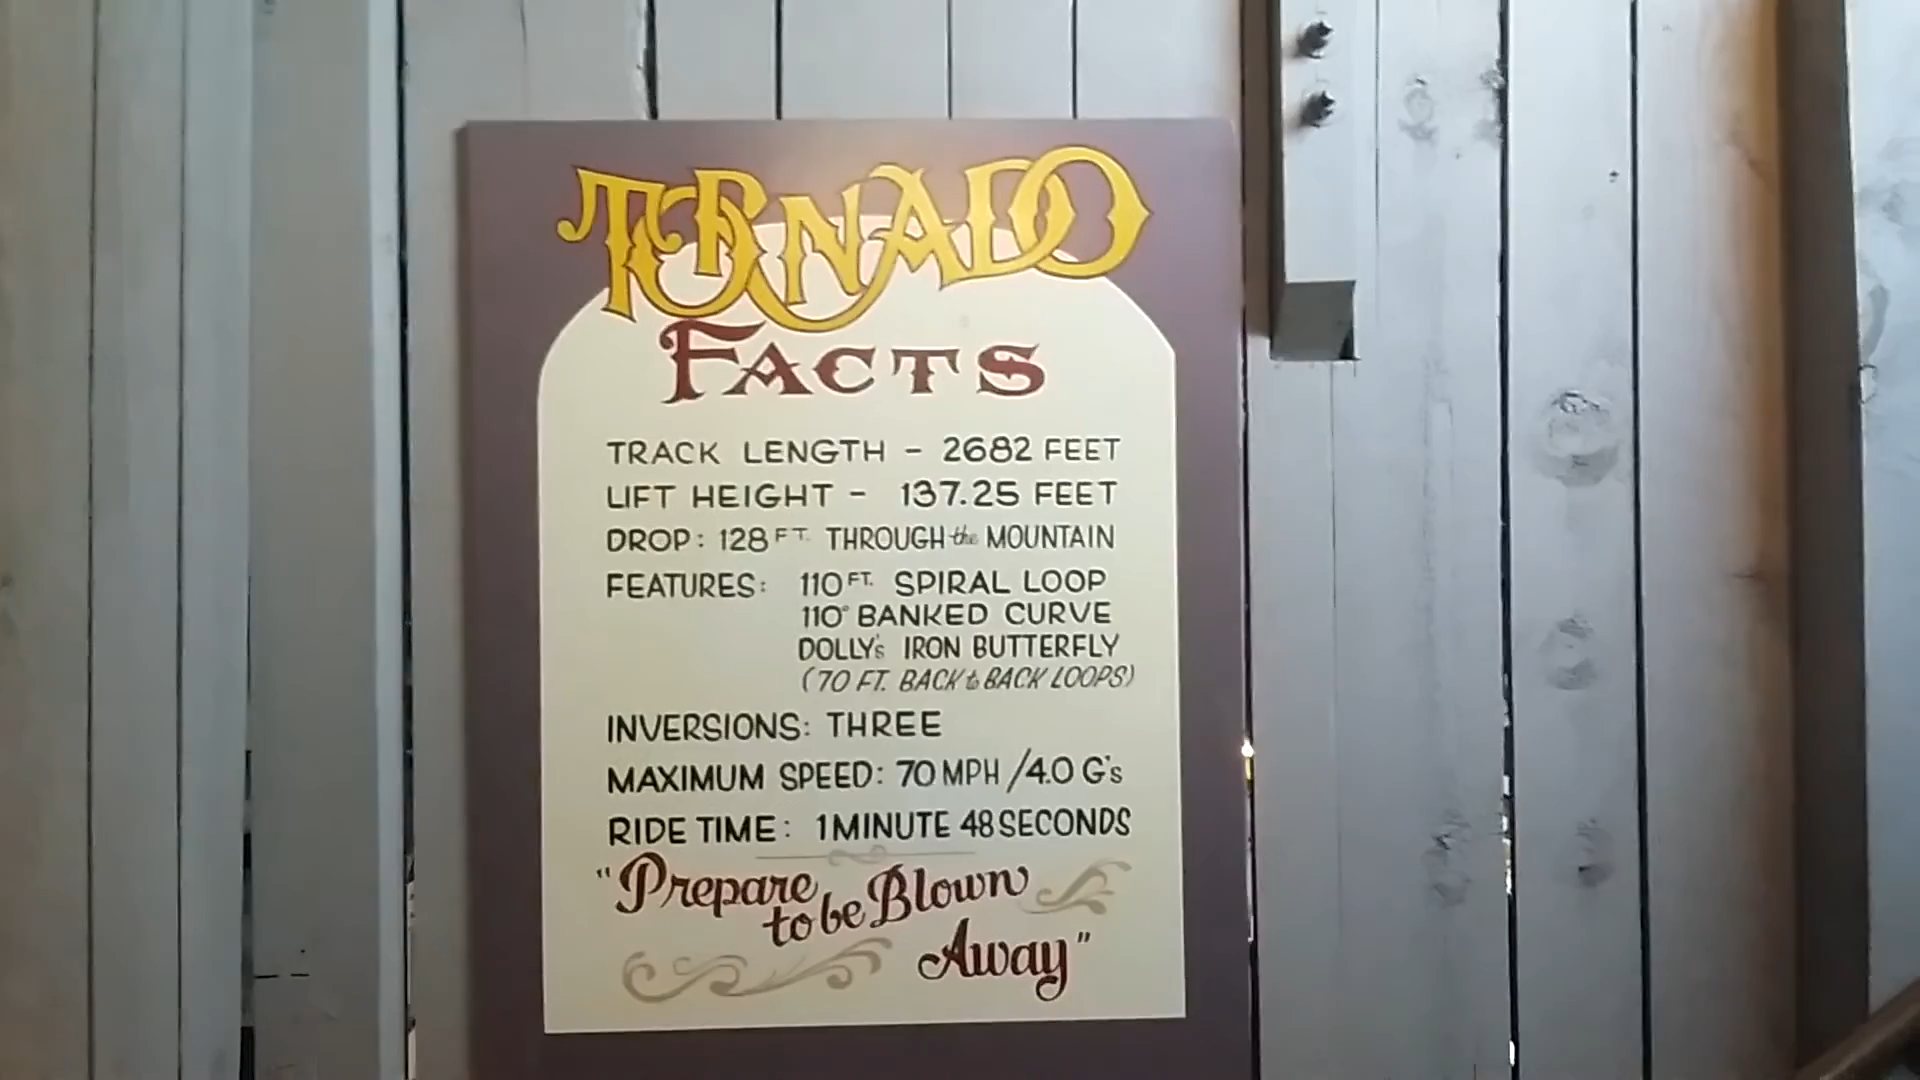 TORNADO
FACTS
TRACK LENGTH - 2682 FEET
LIFT HEIGHT - 137.25 FEET
DROP: 128 FT. THROUGH the MOUNTAIN
FEATURES: 110 FT. SPIRAL LOOP
110° BANKED CURVE
DOLLY'S IRON BUTTERFLY
(70 FT. BACK to BACK LOOPS)
INVERSIONS: THREE
MAXIMUM SPEED: 70 MPH / 4.0 G's
RIDE TIME: 1 MINUTE 48 SECONDS
"Prepare
to be Blown
Away"